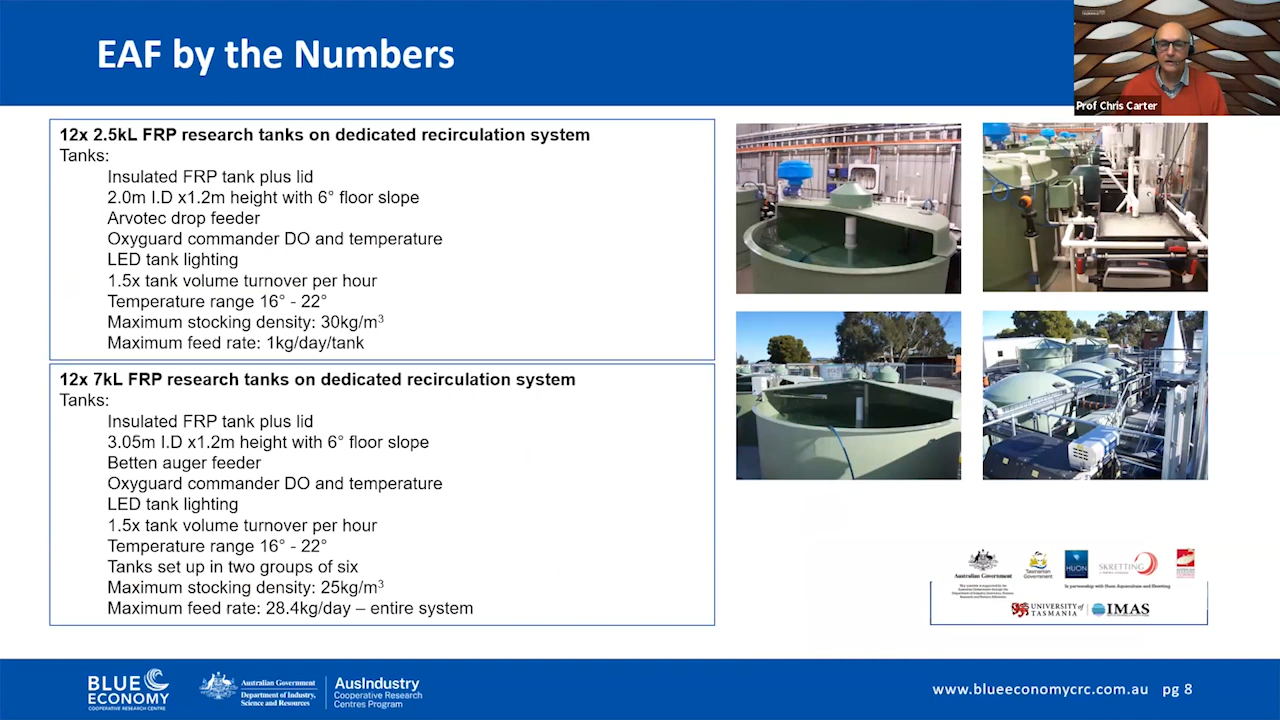 EAF by the Numbers
Prof Chris Carter
12x 2.5kL FRP research tanks on dedicated recirculation system
Tanks:
Insulated FRP tank plus lid
2.0m I.D x1.2m height with 6° floor slope
Arvotec drop feeder
Oxyguard commander DO and temperature
LED tank lighting
1.5x tank volume turnover per hour
Temperature range 16° - 22°
Maximum stocking density: 30kg/m³
Maximum feed rate: 1kg/day/tank
12x 7kL FRP research tanks on dedicated recirculation system
Tanks:
Insulated FRP tank plus lid
3.05m I.D x1.2m height with 6° floor slope
Betten auger feeder
Oxyguard commander DO and temperature
LED tank lighting
1.5x tank volume turnover per hour
Temperature range 16° - 22°
Tanks set up in two groups of six
Maximum stocking density: 25kg/m³
Maximum feed rate: 28.4kg/day – entire system
Australian Government
Tasmanian
Government
HUON
SKRETTING
In partnership with Huon Aquaculture and Skretting
UNIVERSITY of
TASMANIA
IMAS
BLUE
ECONOMY
COOPERATIVE RESEARCH CENTRE
Australian Government
Department of Industry,
Science and Resources
AusIndustry
Cooperative Research
Centres Program
www.blueeconomycrc.com.au pg 8